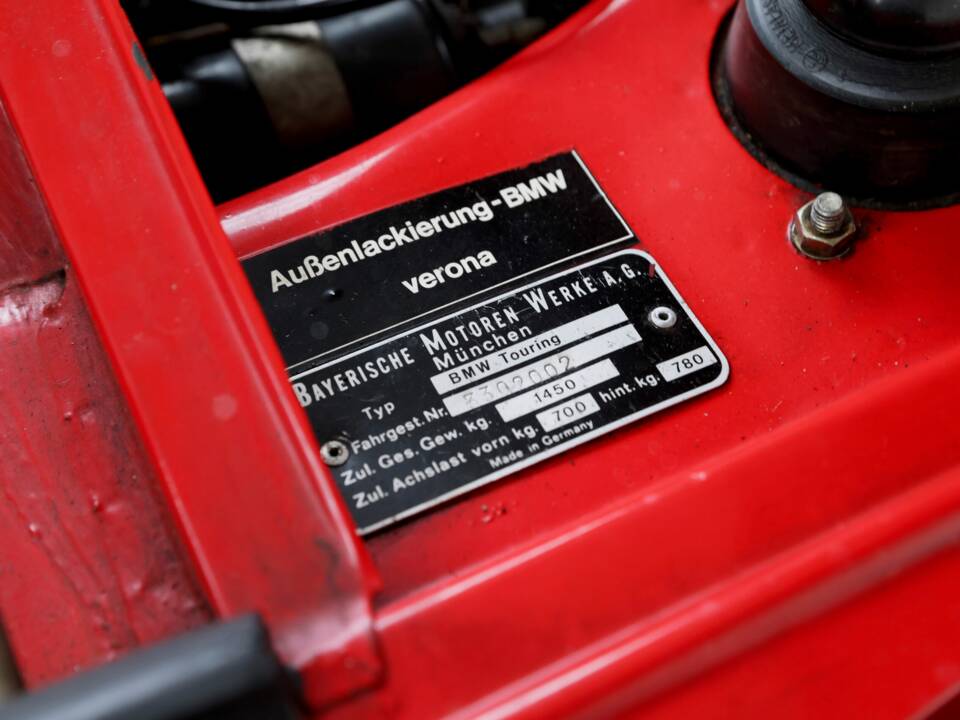 Außenlackierung-BMW
verona
BAYERISCHE MOTOREN WERKE A.G.
München
Typ BMW Touring
Fahrgest. Nr. 3302002
Zul. Ges. Gew. kg. 1450
Zul. Achslast vorn kg. 700 hint. kg. 780
Made in Germany